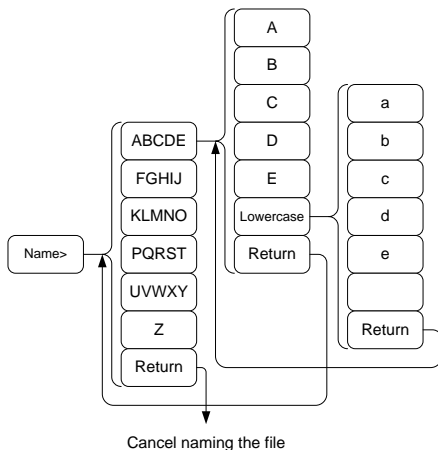 Name>
ABCDE
FGHIJ
KLMNO
PQRST
UVWXY
Z
Return
A
B
C
D
E
Lowercase
Return
a
b
c
d
e
Return
Cancel naming the file